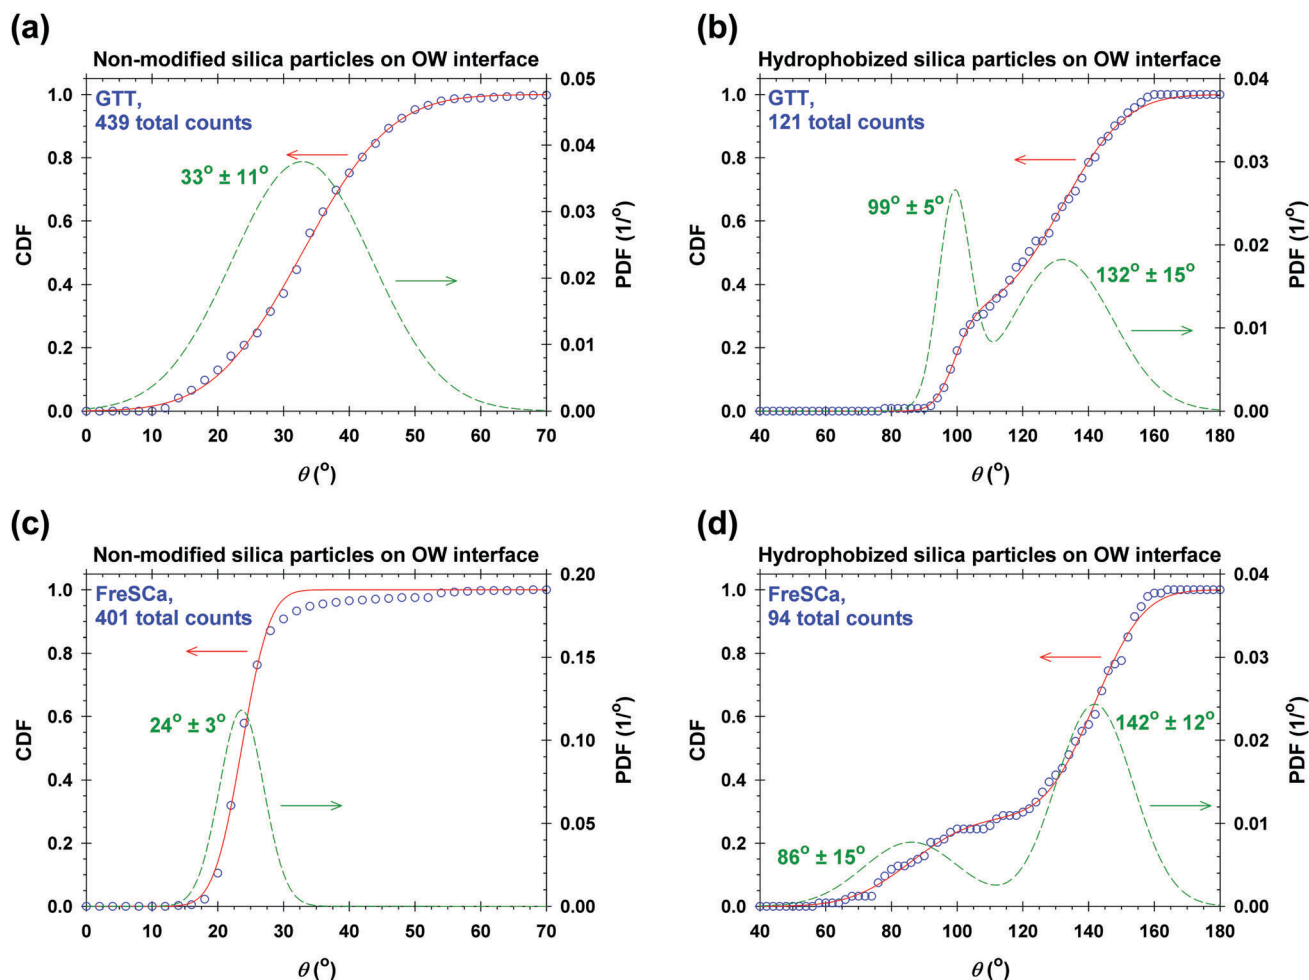 (a)
Non-modified silica particles on OW interface
GTT,
439 total counts
33° ± 11°
CDF
1.0
0.8
0.6
0.4
0.2
0.0
PDF (1/°)
0.05
0.04
0.03
0.02
0.01
0.00
0 10 20 30 40 50 60 70
θ (°)
(b)
Hydrophobized silica particles on OW interface
GTT,
121 total counts
99° ± 5°
132° ± 15°
CDF
1.0
0.8
0.6
0.4
0.2
0.0
PDF (1/°)
0.04
0.03
0.02
0.01
0.00
40 60 80 100 120 140 160 180
θ (°)
(c)
Non-modified silica particles on OW interface
FreSCa,
401 total counts
24° ± 3°
CDF
1.0
0.8
0.6
0.4
0.2
0.0
PDF (1/°)
0.20
0.15
0.10
0.05
0.00
0 10 20 30 40 50 60 70
θ (°)
(d)
Hydrophobized silica particles on OW interface
FreSCa,
94 total counts
86° ± 15°
142° ± 12°
CDF
1.0
0.8
0.6
0.4
0.2
0.0
PDF (1/°)
0.04
0.03
0.02
0.01
0.00
40 60 80 100 120 140 160 180
θ (°)